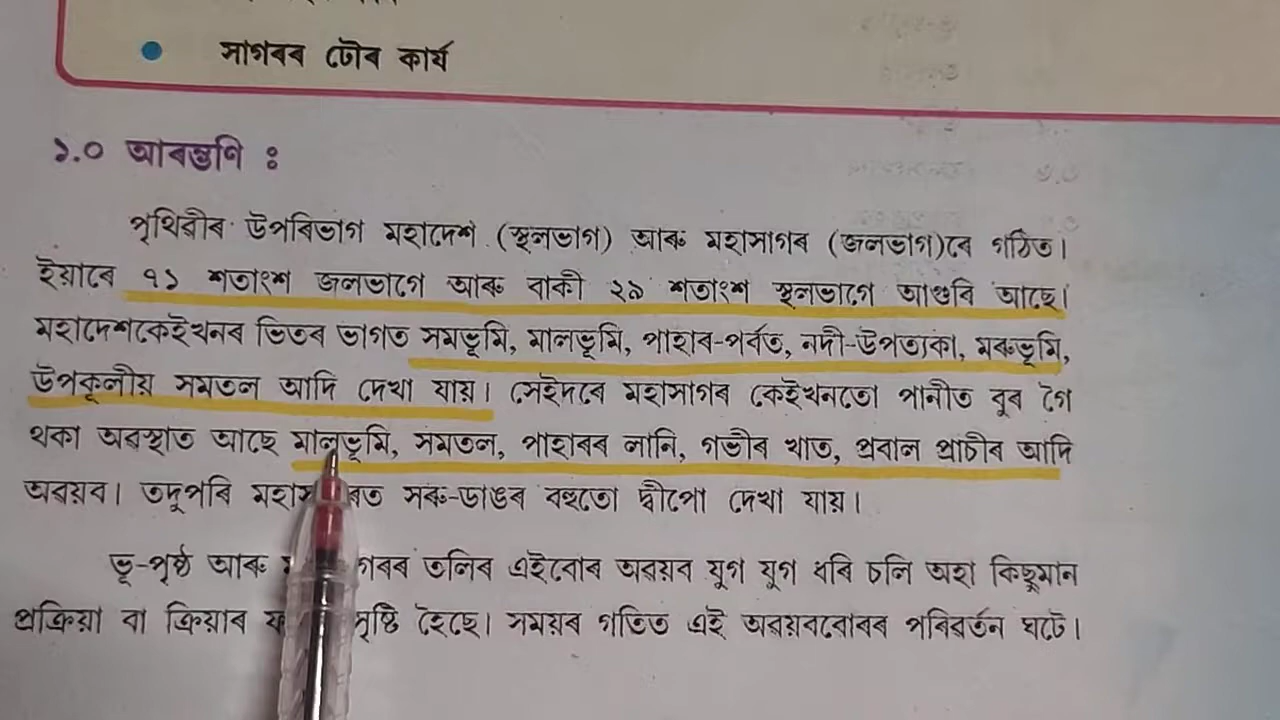 • সাগৰৰ ঢৌৰ কাৰ্য
১.০ আৰম্ভণি ঃ
পৃথিৱীৰ উপৰিভাগ মহাদেশ (স্থলভাগ) আৰু মহাসাগৰ (জলভাগ)ৰে গঠিত।
ইয়াৰে ৭১ শতাংশ জলভাগে আৰু বাকী ২৯ শতাংশ স্থলভাগে আগুৰি আছে।
মহাদেশকেইখনৰ ভিতৰ ভাগত সমভূমি, মালভূমি, পাহাৰ-পৰ্বত, নদী-উপত্যকা, মৰুভূমি,
উপকূলীয় সমতল আদি দেখা যায়। সেইদৰে মহাসাগৰ কেইখনতো পানীত বুৰ গৈ
থকা অৱস্থাত আছে মালভূমি, সমতল, পাহাৰৰ লানি, গভীৰ খাত, প্ৰবাল প্ৰাচীৰ আদি
অৱয়ব। তদুপৰি সৰু-ডাঙৰ বহুতো দ্বীপো দেখা যায়।
ভূ-পৃষ্ঠ আৰু তলিৰ এইবোৰ অৱয়ব যুগ যুগ ধৰি চলি অহা কিছুমান
প্ৰক্ৰিয়া বা ক্ৰিয়াৰ হৈছে। সময়ৰ গতিত এই অৱয়ববোৰৰ পৰিৱৰ্তন ঘটে।